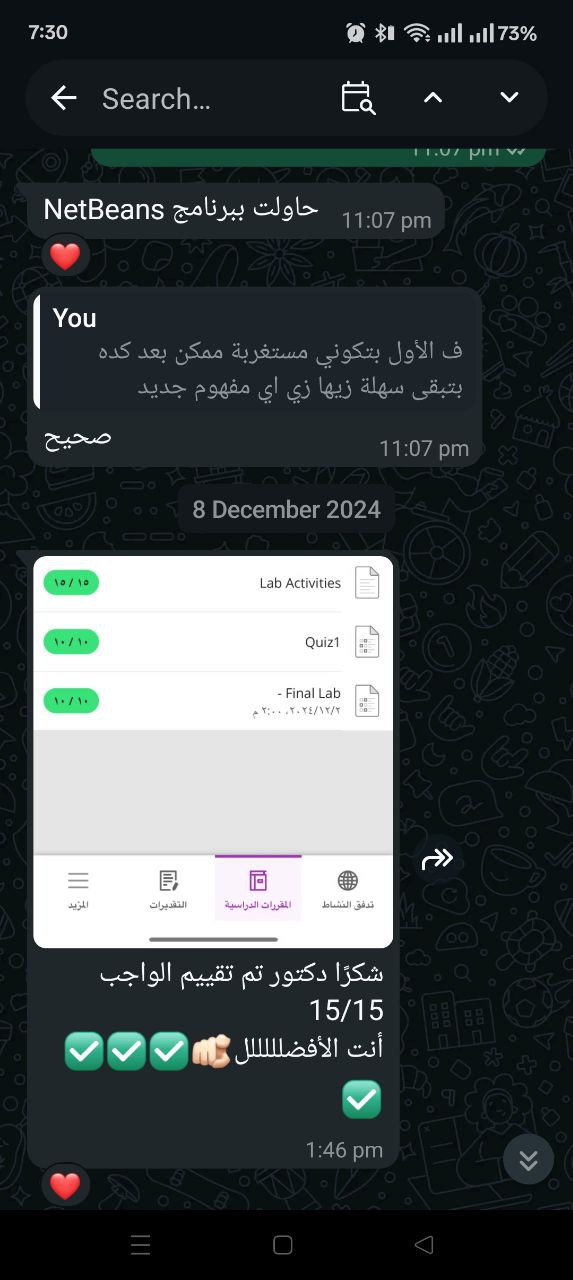 7:30
73%
Search...
11:07 pm
حاولت ببرنامج NetBeans
11:07 pm
You
ف الأول بتكوني مستغربة ممكن بعد كده
بتبقى سهلة زيها زي اي مفهوم جديد
صحيح
11:07 pm
8 December 2024
Lab Activities
١٥ / ١٥
Quiz1
١٠ / ١٠
Final Lab -
٢٠٢٤/١٢/٢، ٢:٠٠ م
١٠ / ١٠
تدفق النشاط
المقررات الدراسية
التقديرات
المزيد
شكرًا دكتور تم تقييم الواجب
15/15
أنت الأفضلللللل🫵🏻✅✅✅
✅
1:46 pm